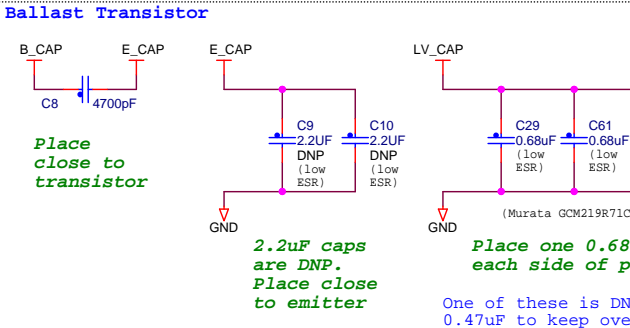 Ballast Transistor
B_CAP
E_CAP
E_CAP
LV_CAP
C8
4700pF
C9
2.2UF
DNP
(low
ESR)
C10
2.2UF
DNP
(low
ESR)
C29
0.68uF
(low
ESR)
C61
0.68uF
(low
ESR)
Place
close to
transistor
GND
GND
(Murata GCM219R71C
2.2uF caps
are DNP.
Place close
to emitter
Place one 0.68
each side of p
One of these is DN
0.47uF to keep ove